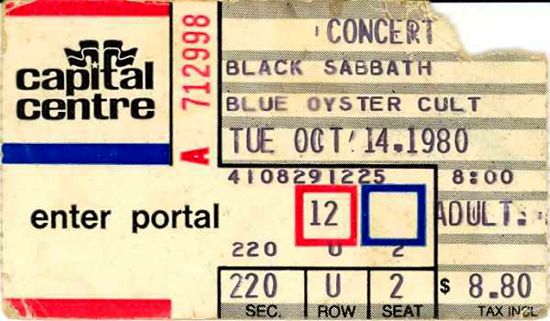 CONCERT
capital
centre
A 712998
BLACK SABBATH
BLUE OYSTER CULT
TUE OCT 14.1980
4108291225 8:00
enter portal 12 ADULT.
220 U 2
220 U 2 $ 8.80
SEC. ROW SEAT TAX INCL